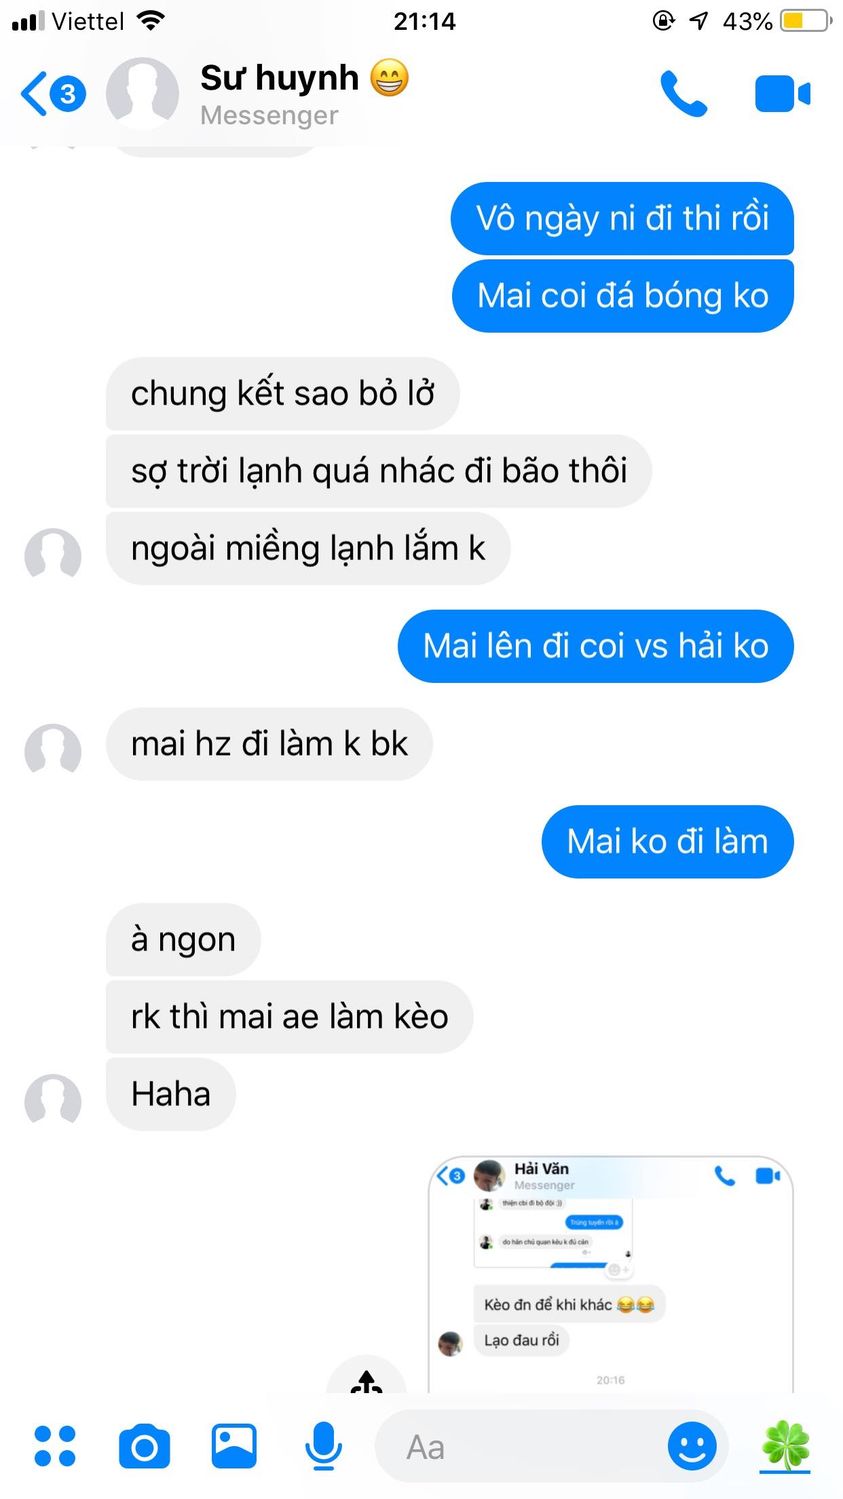 Viettel
21:14
43%
3
Sư huynh 😁
Messenger
Vô ngày ni đi thi rồi
Mai coi đá bóng ko
chung kết sao bỏ lở
sợ trời lạnh quá nhác đi bão thôi
ngoài miềng lạnh lắm k
Mai lên đi coi vs hải ko
mai hz đi làm k bk
Mai ko đi làm
à ngon
rk thì mai ae làm kèo
Haha
3
Hải Văn
Messenger
thiện cbi đi bộ đội :))
Trúng tuyển rồi à
do hắn chủ quan kêu k đủ cân
Kèo đn để khi khác 😂😂
Lạo đau rồi
20:16
Aa